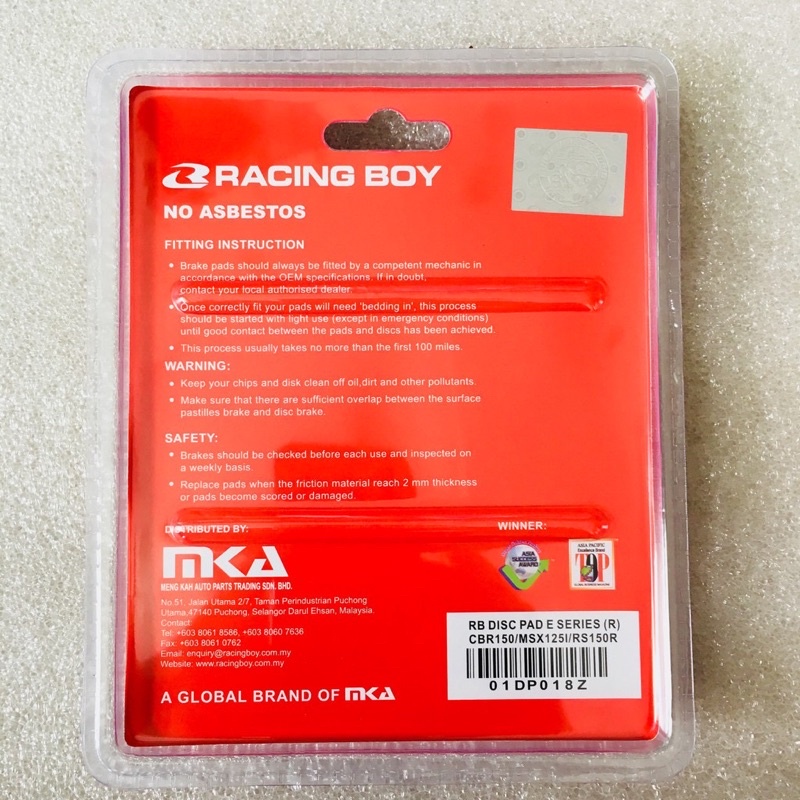 RACING BOY
NO ASBESTOS
FITTING INSTRUCTION
• Brake pads should always be fitted by a competent mechanic in
accordance with the OEM specifications. If in doubt,
contact your local authorised dealer.
• Once correctly fit your pads will need 'bedding in', this process
should be started with light use (except in emergency conditions)
until good contact between the pads and discs has been achieved.
• This process usually takes no more than the first 100 miles.
WARNING:
• Keep your chips and disk clean off oil,dirt and other pollutants.
• Make sure that there are sufficient overlap between the surface
pastilles brake and disc brake.
SAFETY:
• Brakes should be checked before each use and inspected on
a weekly basis.
• Replace pads when the friction material reach 2 mm thickness
or pads become scored or damaged.
DISTRIBUTED BY:
WINNER:
MKA
MENG KAH AUTO PARTS TRADING SDN. BHD.
No.51, Jalan Utama 2/7, Taman Perindustrian Puchong
Utama,47140 Puchong, Selangor Darul Ehsan, Malaysia.
Contact:
Tel: +603 8061 8586, +603 8060 7636
Fax: +603 8061 0762
Email: enquiry@racingboy.com.my
Website: www.racingboy.com.my
A GLOBAL BRAND OF MKA
ASIA
SUCCESS
AWARD
ASIA PACIFIC
Excellence Brand
TOP
RB DISC PAD E SERIES (R)
CBR150/MSX125I/RS150R
01DP018Z